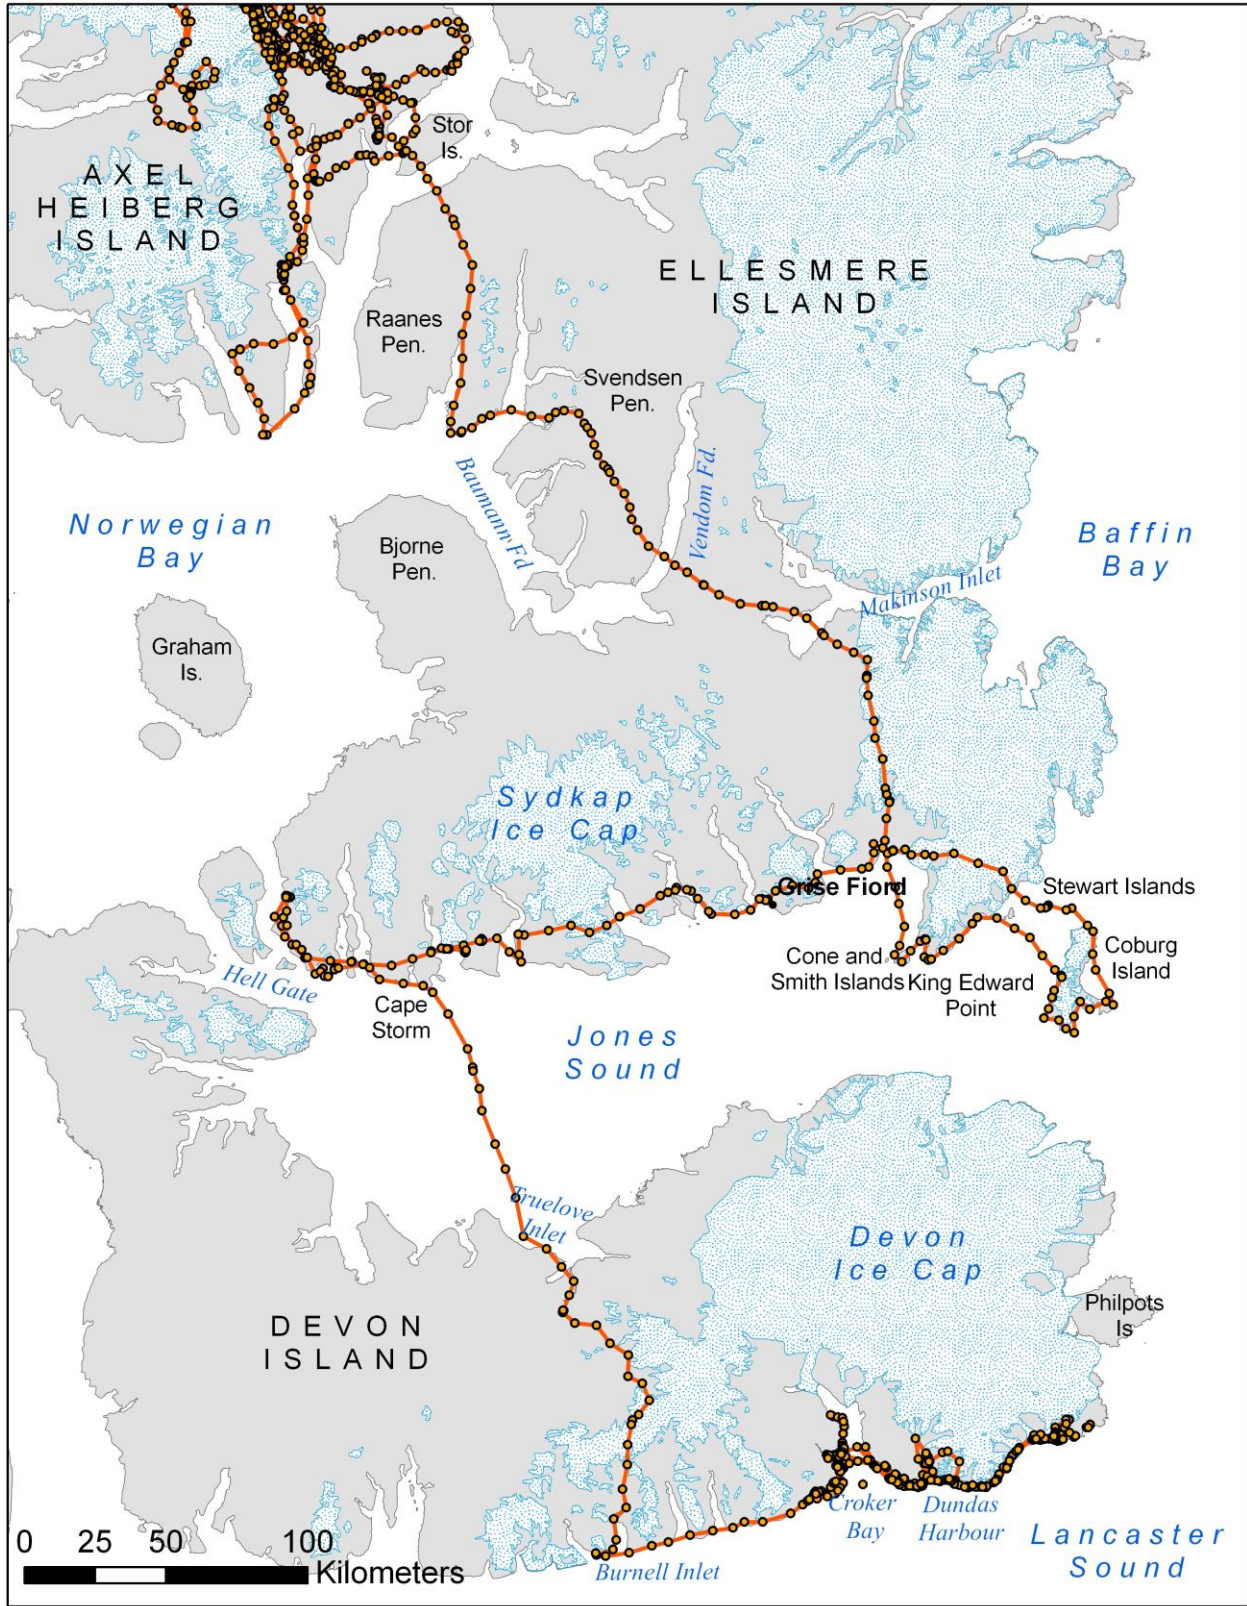 Stor
Is.
AXEL
HEIBERG
ISLAND
ELLESMERE
ISLAND
Raanes
Pen.
Svendsen
Pen.
Baumann Fd
Vendom Fd.
Norwegian
Bay
Bjorne
Pen.
Baffin
Bay
Makinson Inlet
Graham
Is.
Sydkap
Ice Cap
Grise Fiord
Stewart Islands
Cone and
Smith Islands
King Edward
Point
Coburg
Island
Hell Gate
Cape
Storm
Jones
Sound
Truelove
Inlet
Devon
Ice Cap
Philpots
Is
DEVON
ISLAND
Croker
Bay
Dundas
Harbour
Lancaster
Sound
Burnell Inlet
0 25 50 100
Kilometers